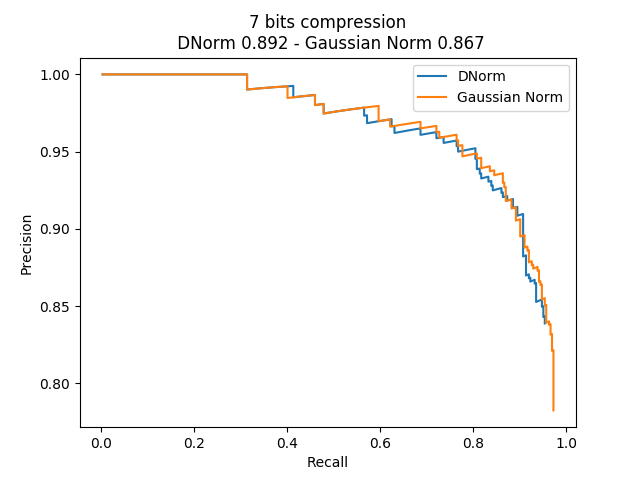 7 bits compression
DNorm 0.892 - Gaussian Norm 0.867
DNorm
Gaussian Norm
1.00
0.95
0.90
0.85
0.80
Precision
0.0
0.2
0.4
0.6
0.8
1.0
Recall